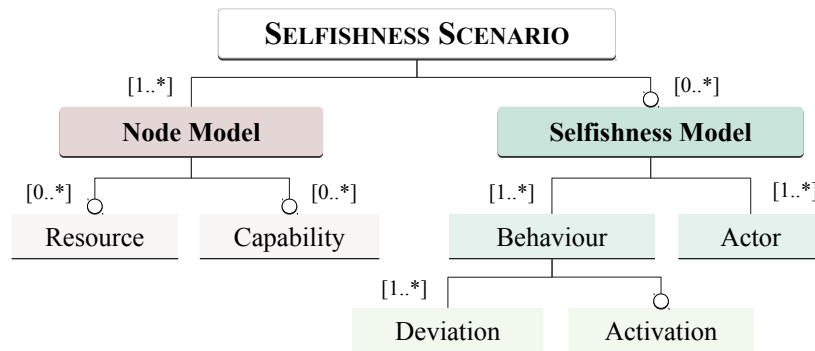 SELFISHNESS SCENARIO
[1..*]
[0..*]
Node Model
Selfishness Model
[0..*]
[0..*]
[1..*]
[1..*]
Resource
Capability
Behaviour
Actor
[1..*]
Deviation
Activation